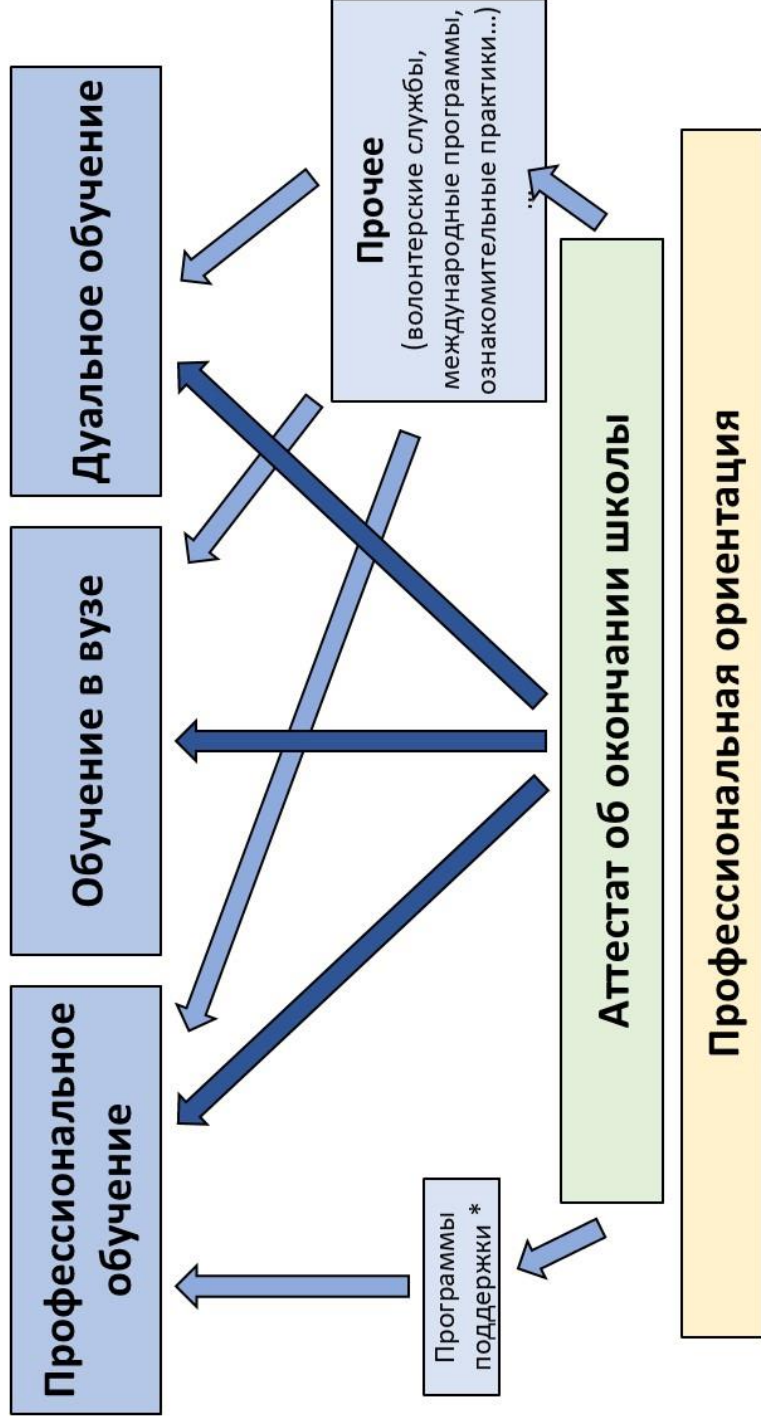 Профессиональное
обучение
Обучение в вузе
Дуальное обучение
Программы
поддержки *
Прочее
(волонтерские службы,
международные программы,
ознакомительные практики...)
Аттестат об окончании школы
Профессиональная ориентация